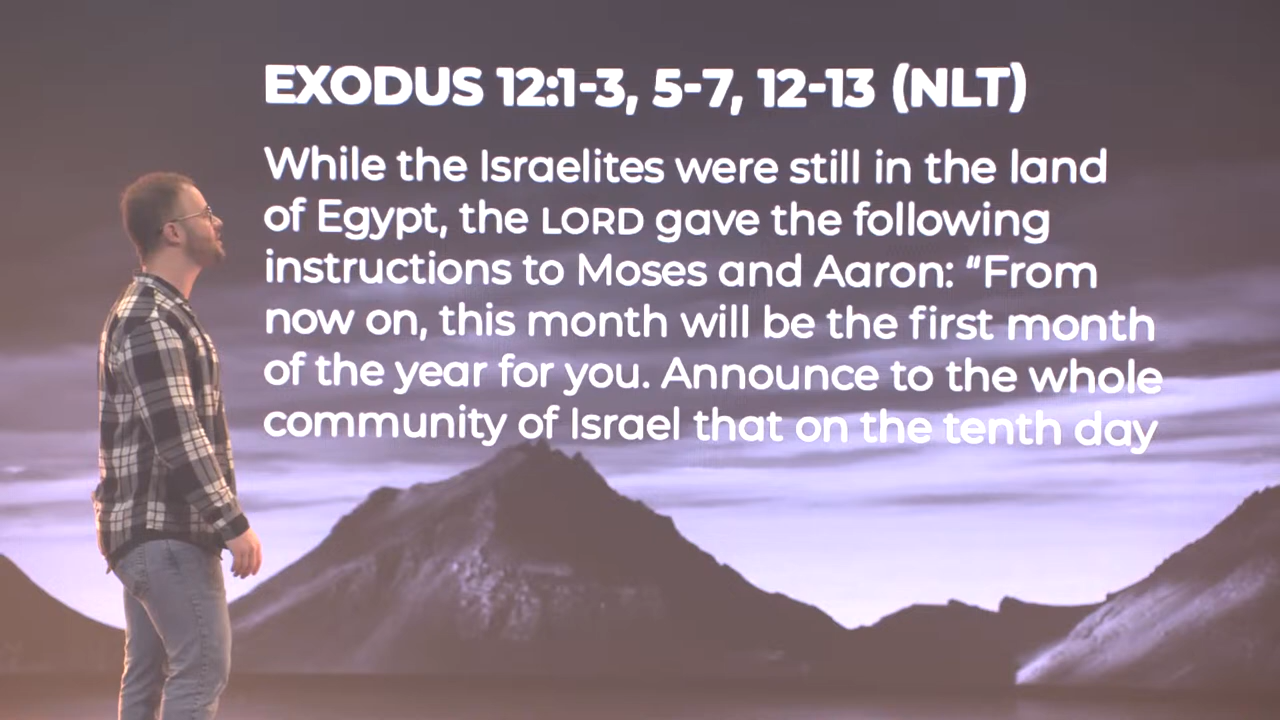 EXODUS 12:1-3, 5-7, 12-13 (NLT)
While the Israelites were still in the land
of Egypt, the LORD gave the following
instructions to Moses and Aaron: “From
now on, this month will be the first month
of the year for you. Announce to the whole
community of Israel that on the tenth day